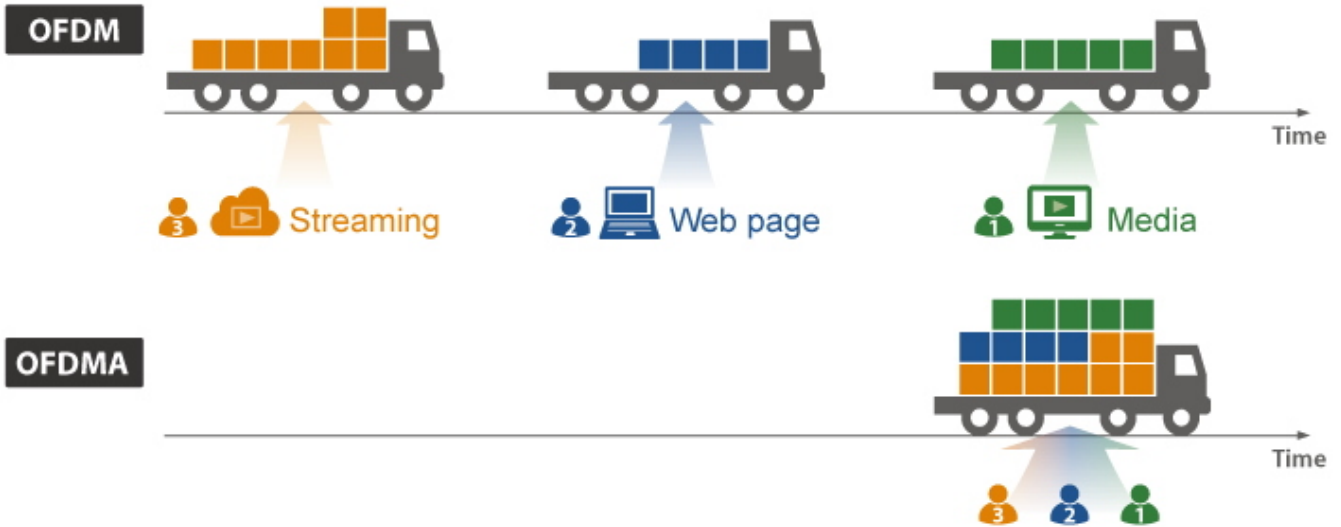 OFDM
Time
3 Streaming
2 Web page
1 Media
OFDMA
Time
3 2 1